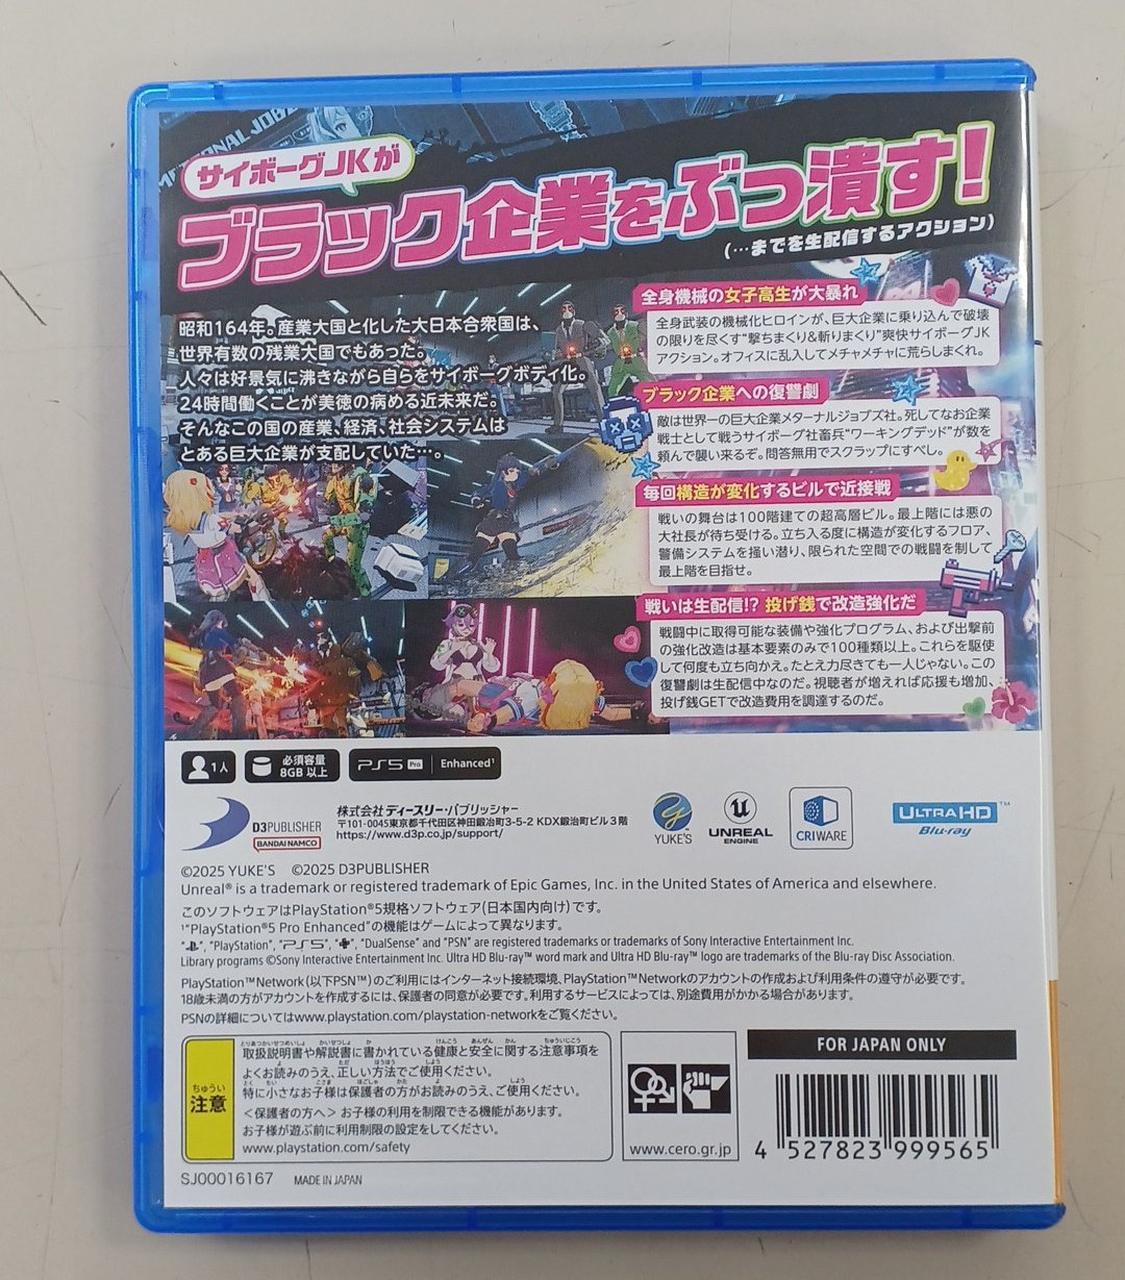 サイボーグJKが
ブラック企業をぶっ潰す!
(…までを生配信するアクション)
昭和164年。産業大国と化した大日本合衆国は、
世界有数の残業大国でもあった。
人々は好景気に沸きながら自らをサイボーグボディ化。
24時間働くことが美徳の病める近未来だ。
そんなこの国の産業、経済、社会システムは
とある巨大企業が支配していた…。
全身機械の女子高生が大暴れ
全身武装の機械化ヒロインが、巨大企業に乗り込んで破壊
の限りを尽くす"撃ちまくり&斬りまくり"爽快サイボーグJK
アクション。オフィスに乱入してメチャメチャに荒らしまくれ。
ブラック企業への復讐劇
敵は世界一の巨大企業メターナルジョブズ社。死してなお企業
戦士として戦うサイボーグ社畜兵"ワーキングデッド"が数を
頼んで襲い来るぞ。問答無用でスクラップにすべし。
毎回構造が変化するビルで近接戦
戦いの舞台は100階建ての超高層ビル。最上階には悪の
大社長が待ち受ける。立ち入る度に構造が変化するフロア、
警備システムを掻い潜り、限られた空間での戦闘を制して
最上階を目指せ。
戦いは生配信!? 投げ銭で改造強化だ
戦闘中に取得可能な装備や強化プログラム、および出撃前
の強化改造は基本要素のみで100種類以上。これらを駆使
して何度も立ち向かえ。たとえ力尽きても一人じゃない。この
復讐劇は生配信中なのだ。視聴者が増えれば応援も増加、
投げ銭GETで改造費用を調達するのだ。
1人
必須容量
8GB 以上
PS5 Pro Enhanced¹
D3PUBLISHER
BANDAI NAMCO
株式会社 ディースリー・パブリッシャー
〒101-0045東京都千代田区神田鍛冶町3-5-2 KDX鍛冶町ビル3階
https://www.d3p.co.jp/support/
YUKE'S
UNREAL
ENGINE
CRIWARE
ULTRA HD™
Blu-ray
©2025 YUKE'S ©2025 D3PUBLISHER
Unreal® is a trademark or registered trademark of Epic Games, Inc. in the United States of America and elsewhere.
このソフトウェアはPlayStation®5規格ソフトウェア(日本国内向け)です。
¹"PlayStation®5 Pro Enhanced"の機能はゲームによって異なります。
"PlayStation", "PS5", "DualSense" and "PSN" are registered trademarks or trademarks of Sony Interactive Entertainment Inc.
Library programs ©Sony Interactive Entertainment Inc. Ultra HD Blu-ray™ word mark and Ultra HD Blu-ray™ logo are trademarks of the Blu-ray Disc Association.
PlayStation™Network(以下PSN™)のご利用にはインターネット接続環境、PlayStation™Networkのアカウントの作成および利用条件の遵守が必要です。
18歳未満の方がアカウントを作成するには、保護者の同意が必要です。利用するサービスによっては、別途費用がかかる場合があります。
PSNの詳細についてはwww.playstation.com/playstation-networkをご覧ください。
ちゅうい
注意
取扱説明書や解説書に書かれている健康と安全に関する注意事項を
よくお読みのうえ、正しい方法でご使用ください。
特に小さなお子様は保護者の方がお読みのうえ、ご使用ください。
<保護者の方へ> お子様の利用を制限できる機能があります。
お子様が遊ぶ前に利用制限の設定をしてください。
www.playstation.com/safety
www.cero.gr.jp
FOR JAPAN ONLY
4 527823 999565
SJ00016167 MADE IN JAPAN